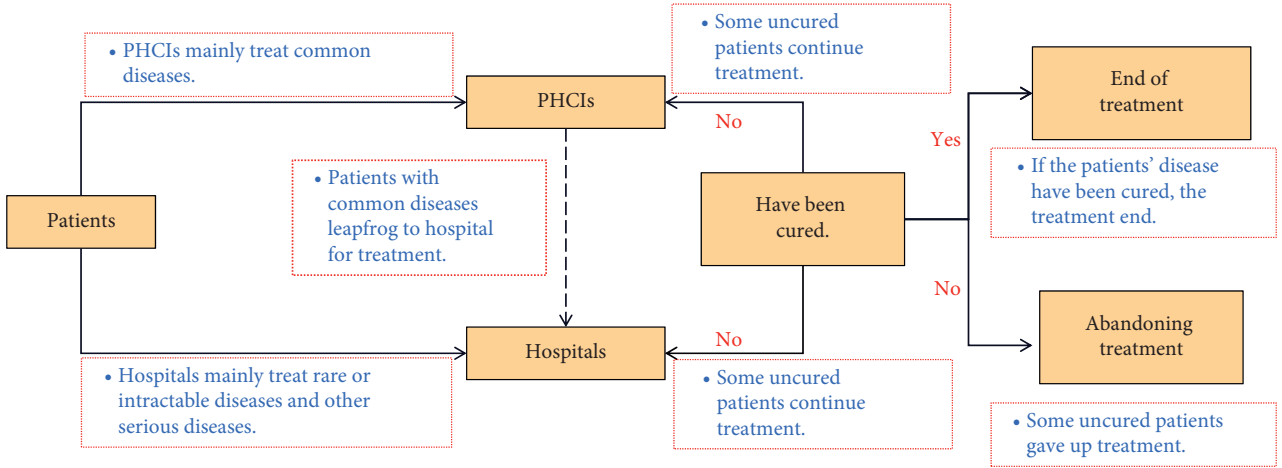 • PHCIs mainly treat common
diseases.
• Some uncured
patients continue
treatment.
End of
treatment
PHCIs
No
Yes
• Patients with
common diseases
leapfrog to hospital
for treatment.
• If the patients’ disease
have been cured, the
treatment end.
Patients
Have been
cured.
No
Abandoning
treatment
No
Hospitals
• Hospitals mainly treat rare or
intractable diseases and other
serious diseases.
• Some uncured
patients continue
treatment.
• Some uncured patients
gave up treatment.